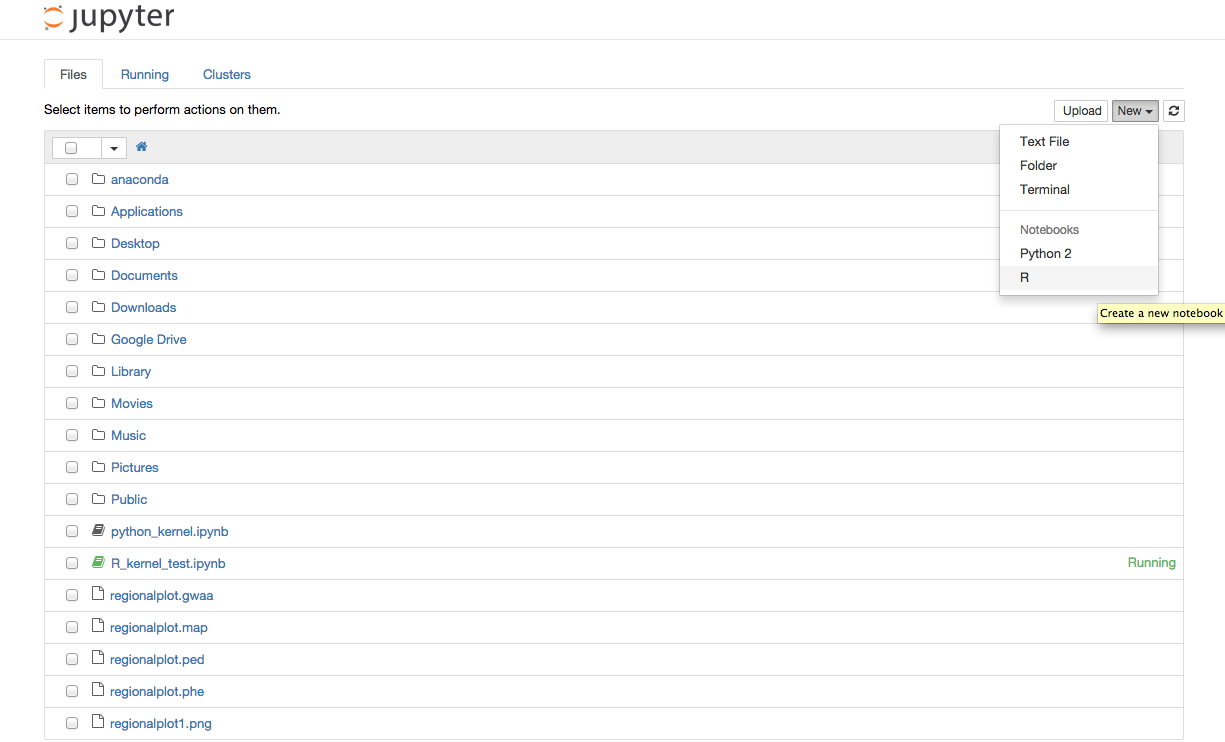 jupyter
Files Running Clusters
Select items to perform actions on them.
Upload New
Text File
Folder
Terminal
Notebooks
Python 2
R
Create a new notebook
anaconda
Applications
Desktop
Documents
Downloads
Google Drive
Library
Movies
Music
Pictures
Public
python_kernel.ipynb
R_kernel_test.ipynb Running
regionalplot.gwaa
regionalplot.map
regionalplot.ped
regionalplot.phe
regionalplot1.png